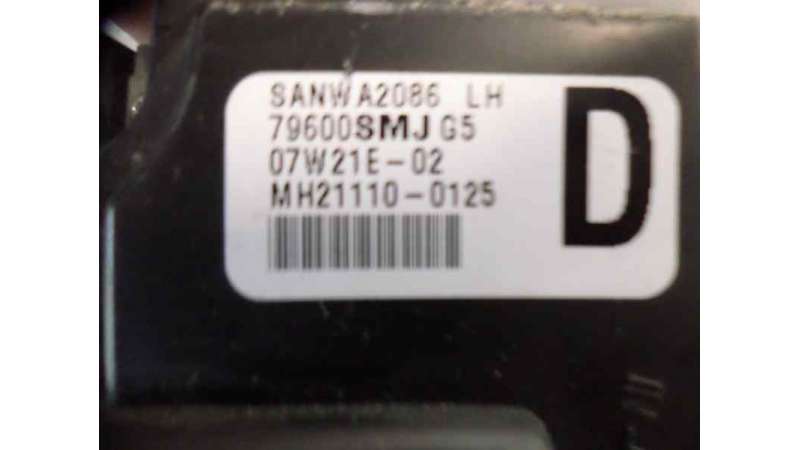 SANWA2086 LH
79600SMJ G5
07W21E-02
MH21110-0125
D